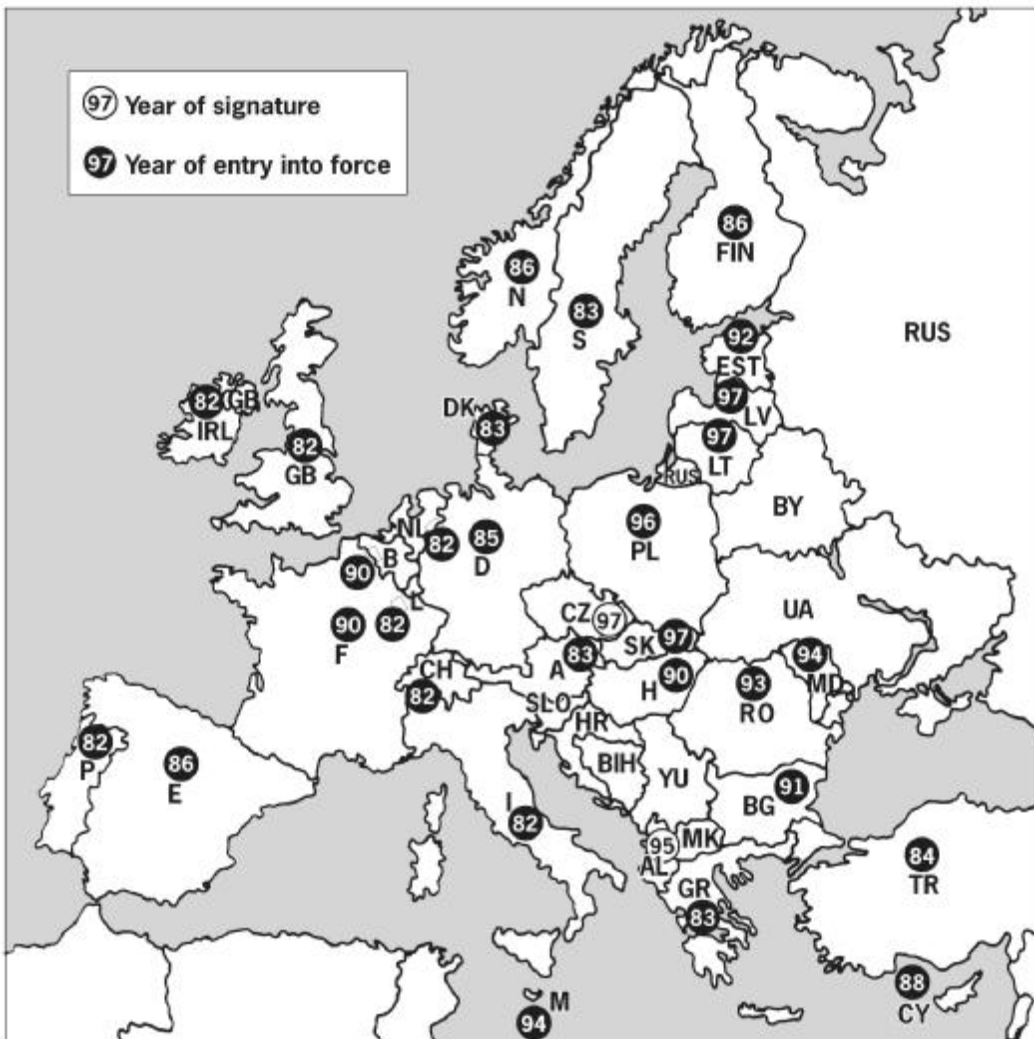 97 Year of signature
97 Year of entry into force
86
FIN
86
N
83
S
RUS
92
EST
97
LV
82
GB
IRL
DK
83
97
LT
82
GB
RUS
BY
96
PL
NL
82
85
D
B
90
L
UA
CZ
97
90
82
F
SK
97
83
A
94
MD
CH
82
H
90
93
RO
SLO
HR
82
P
86
E
BIH
YU
91
BG
I
82
95
AL
MK
84
TR
GR
83
88
CY
M
94